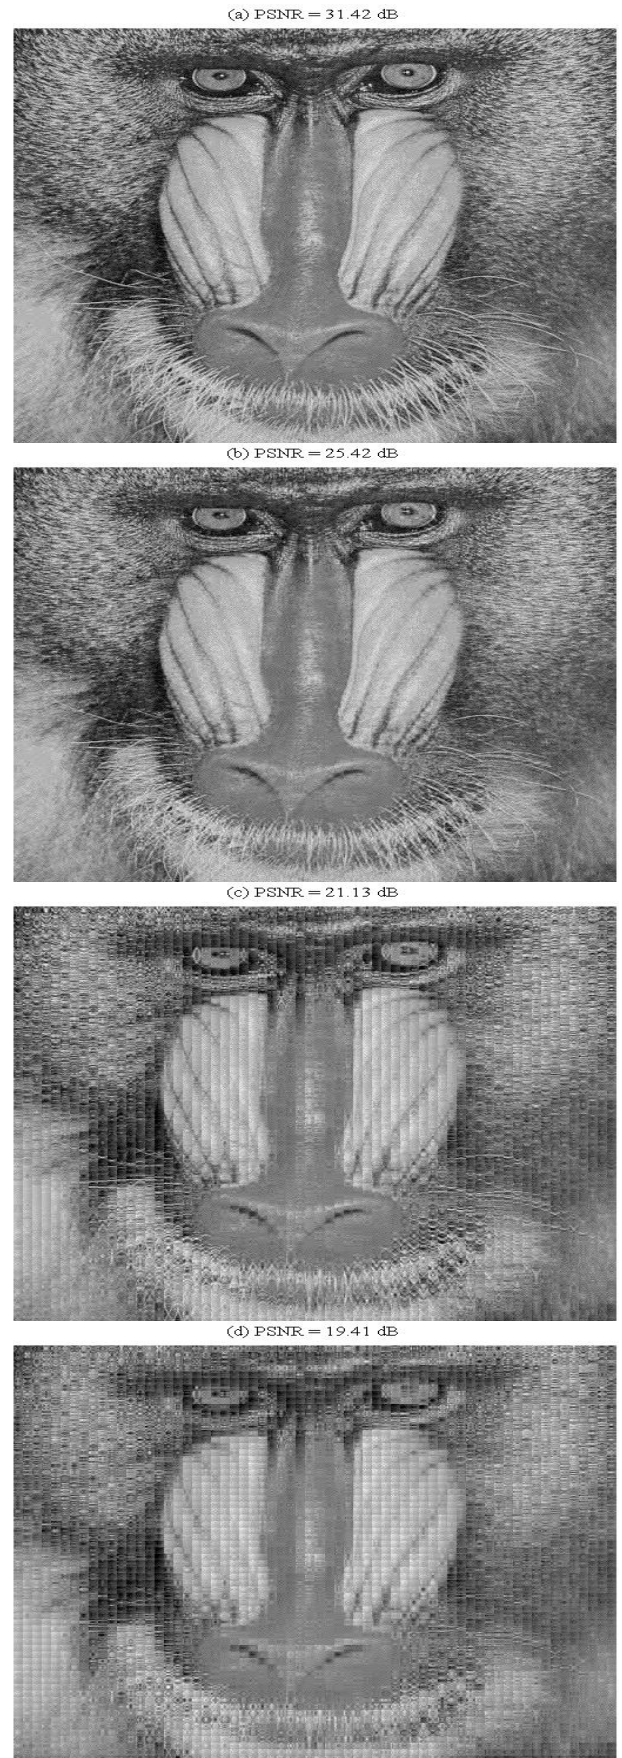 (a) PSNR = 31.42 dB
(b) PSNR = 25.42 dB
(c) PSNR = 21.13 dB
(d) PSNR = 19.41 dB